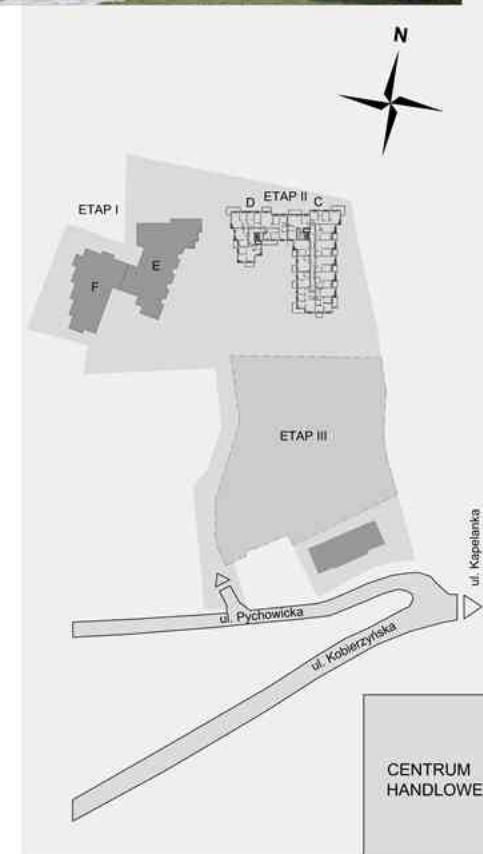 N
ETAP I
D
ETAP II
C
E
F
ETAP III
ul. Kapelanka
ul. Pychowicka
ul. Kobierzyńska
CENTRUM
HANDLOWE